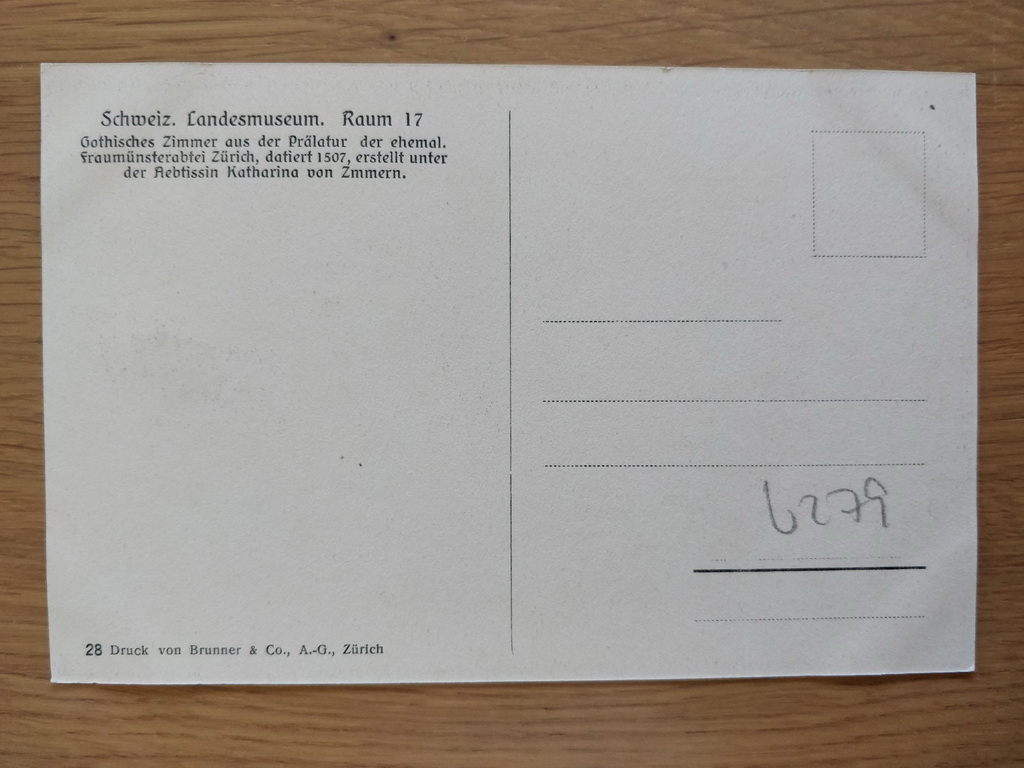 Schweiz. Landesmuseum. Raum 17
Gothisches Zimmer aus der Prälatur der ehemal.
Fraumünsterabtei Zürich, datiert 1507, erstellt unter
der Aebtissin Katharina von Zmmern.
6279
28 Druck von Brunner & Co., A.-G., Zürich